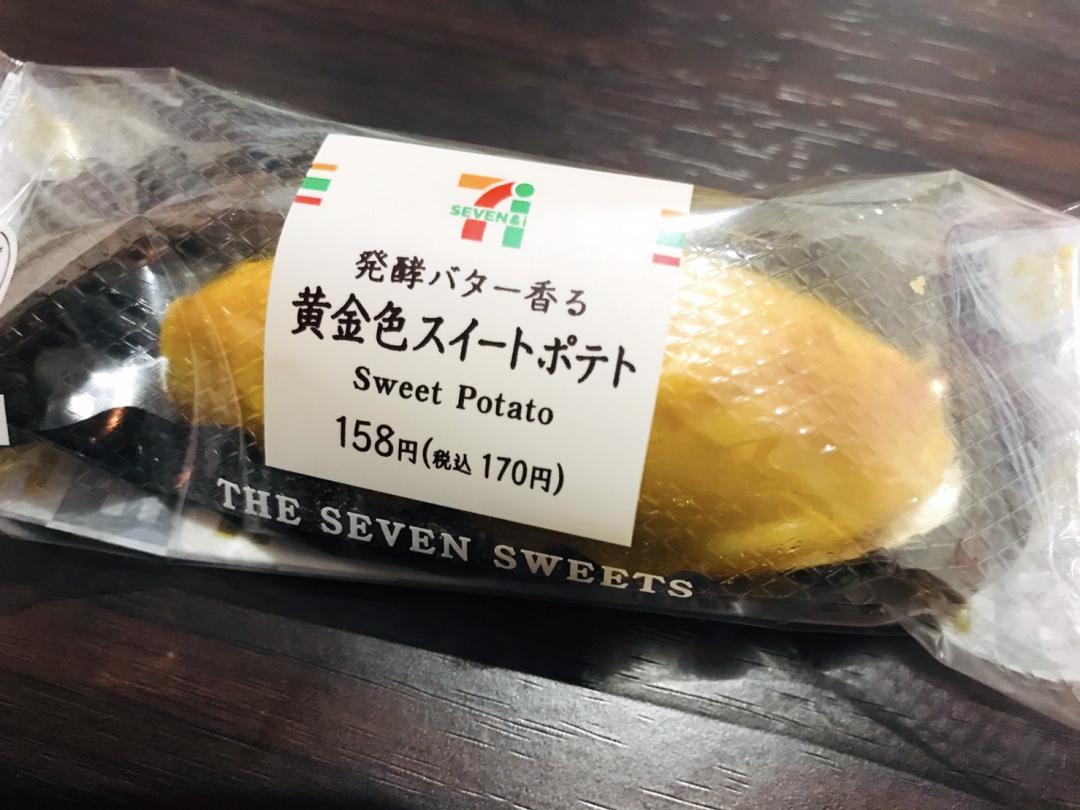 SEVEN&i
発酵バター香る
黄金色スイートポテト
Sweet Potato
158円(税込 170円)
THE SEVEN SWEETS